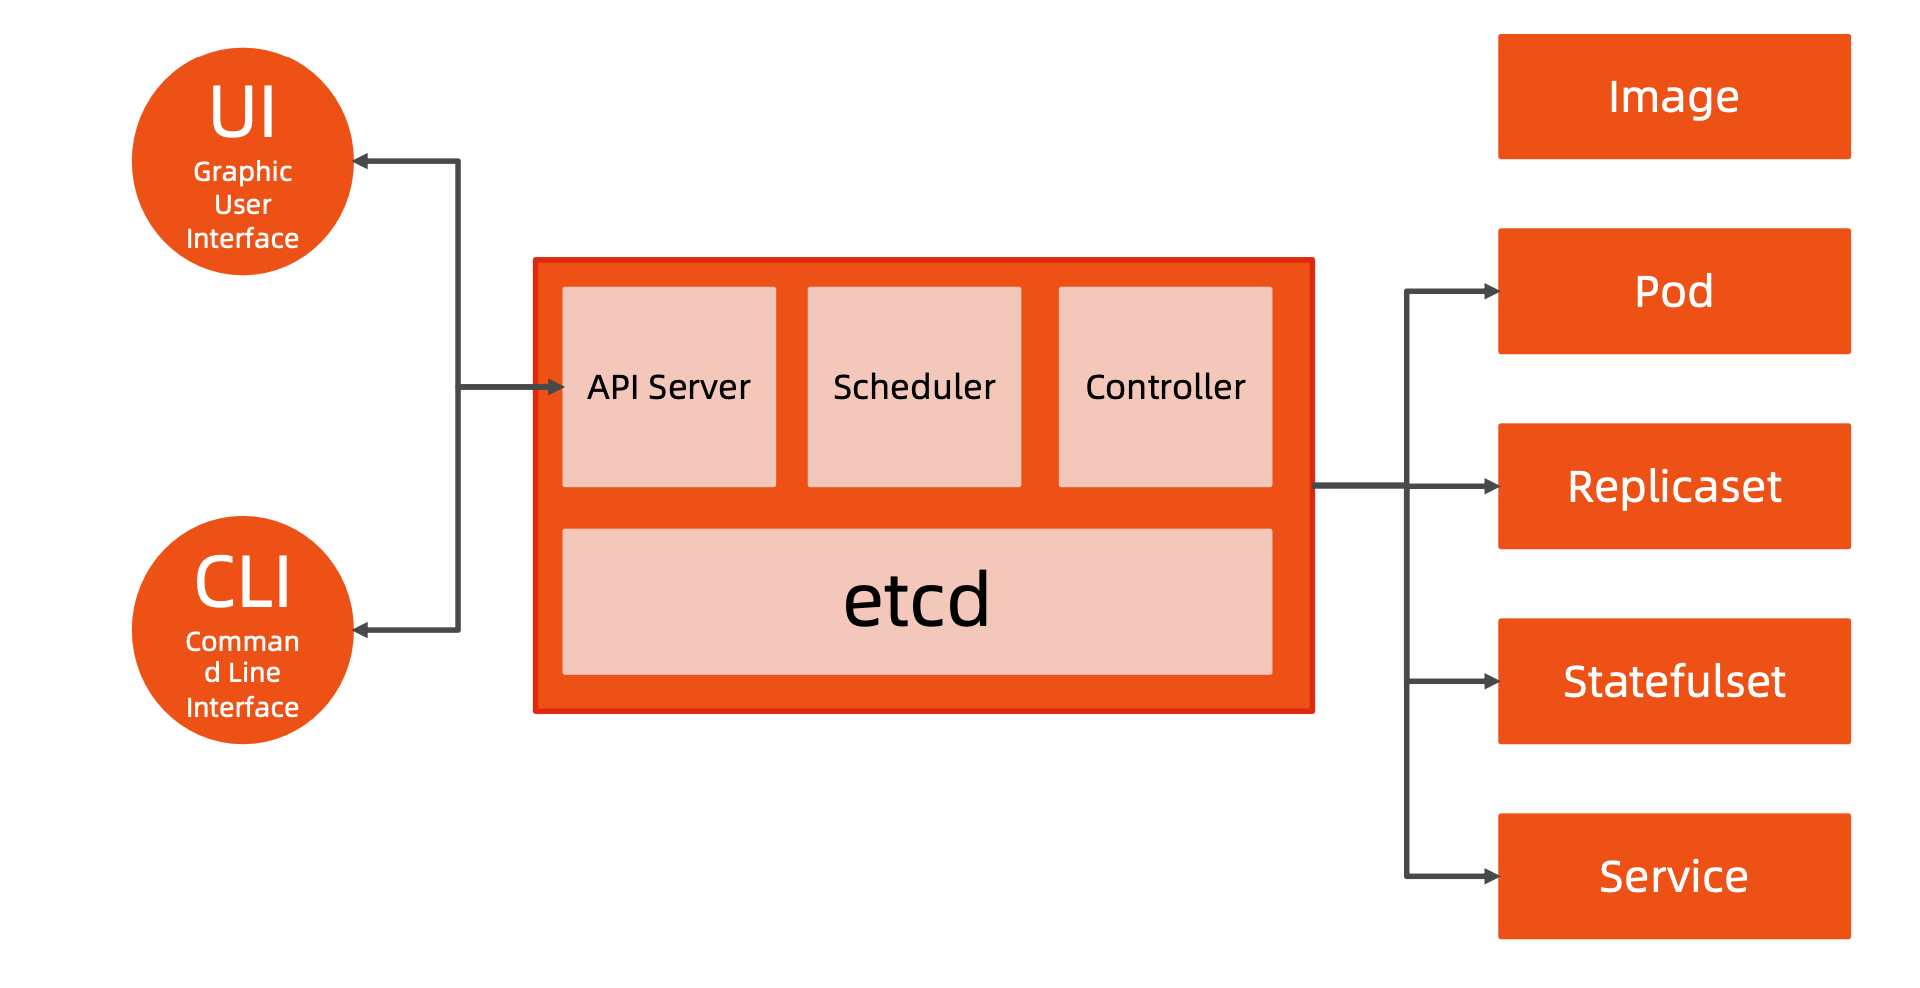 UI
Graphic
User
Interface
CLI
Comman
d Line
Interface
API Server
Scheduler
Controller
etcd
Image
Pod
Replicaset
Statefulset
Service